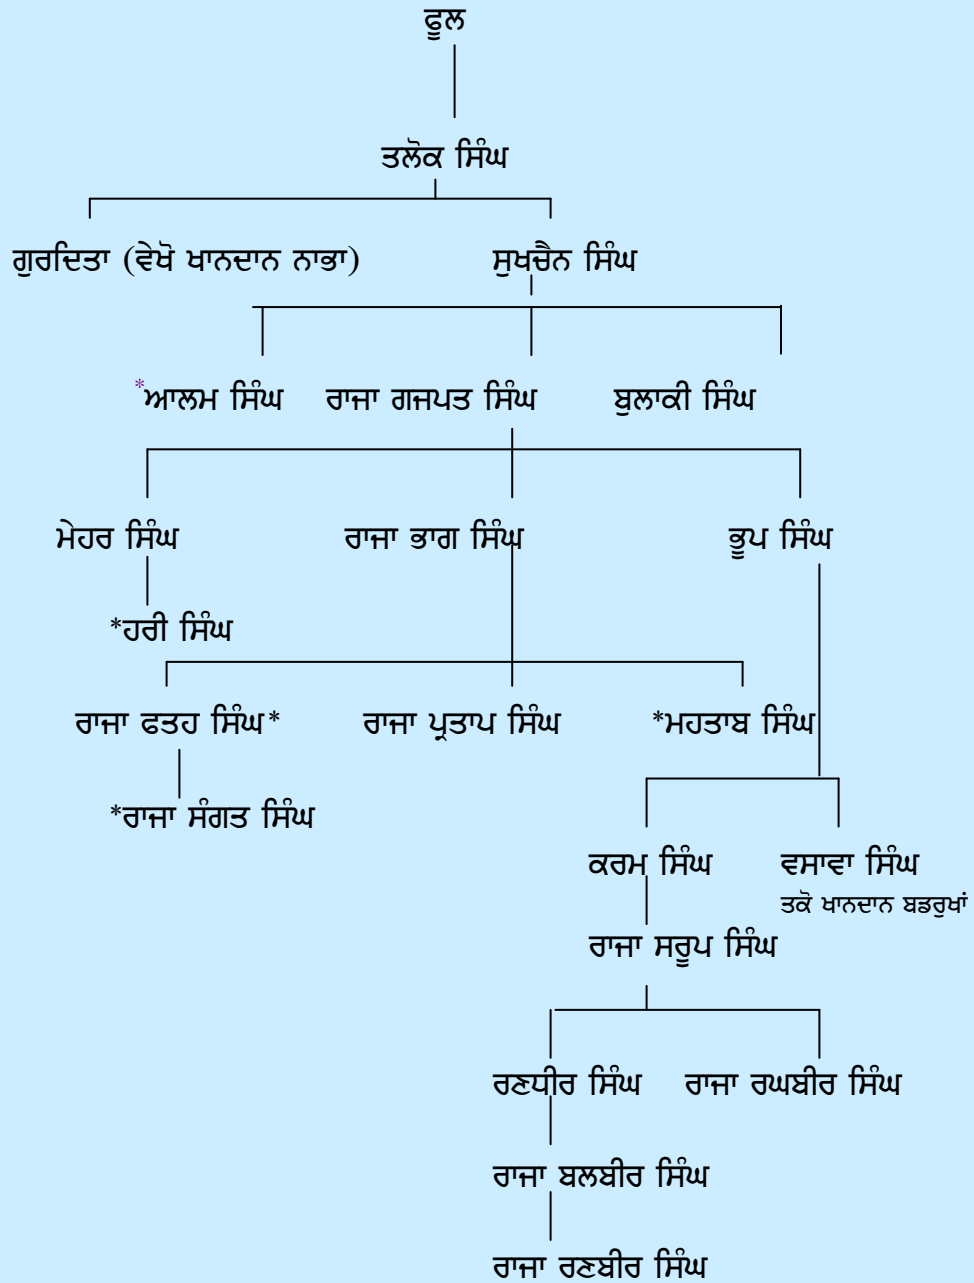 ਫੂਲ
ਤਲੋਕ ਸਿੰਘ
ਗੁਰਦਿਤਾ (ਵੇਖੋ ਖਾਨਦਾਨ ਨਾਭਾ) ਸੁਖਚੈਨ ਸਿੰਘ
*ਆਲਮ ਸਿੰਘ ਰਾਜਾ ਗਜਪਤ ਸਿੰਘ ਬੁਲਾਕੀ ਸਿੰਘ
ਮੇਹਰ ਸਿੰਘ ਰਾਜਾ ਭਾਗ ਸਿੰਘ ਭੂਪ ਸਿੰਘ
*ਹਰੀ ਸਿੰਘ
ਰਾਜਾ ਫਤਹ ਸਿੰਘ* ਰਾਜਾ ਪ੍ਰਤਾਪ ਸਿੰਘ *ਮਹਤਾਬ ਸਿੰਘ
*ਰਾਜਾ ਸੰਗਤ ਸਿੰਘ
ਕਰਮ ਸਿੰਘ ਵਸਾਵਾ ਸਿੰਘ
ਤਕੋ ਖਾਨਦਾਨ ਬਡਰੁਖਾਂ
ਰਾਜਾ ਸਰੂਪ ਸਿੰਘ
ਰਣਧੀਰ ਸਿੰਘ ਰਾਜਾ ਰਘਬੀਰ ਸਿੰਘ
ਰਾਜਾ ਬਲਬੀਰ ਸਿੰਘ
ਰਾਜਾ ਰਣਬੀਰ ਸਿੰਘ